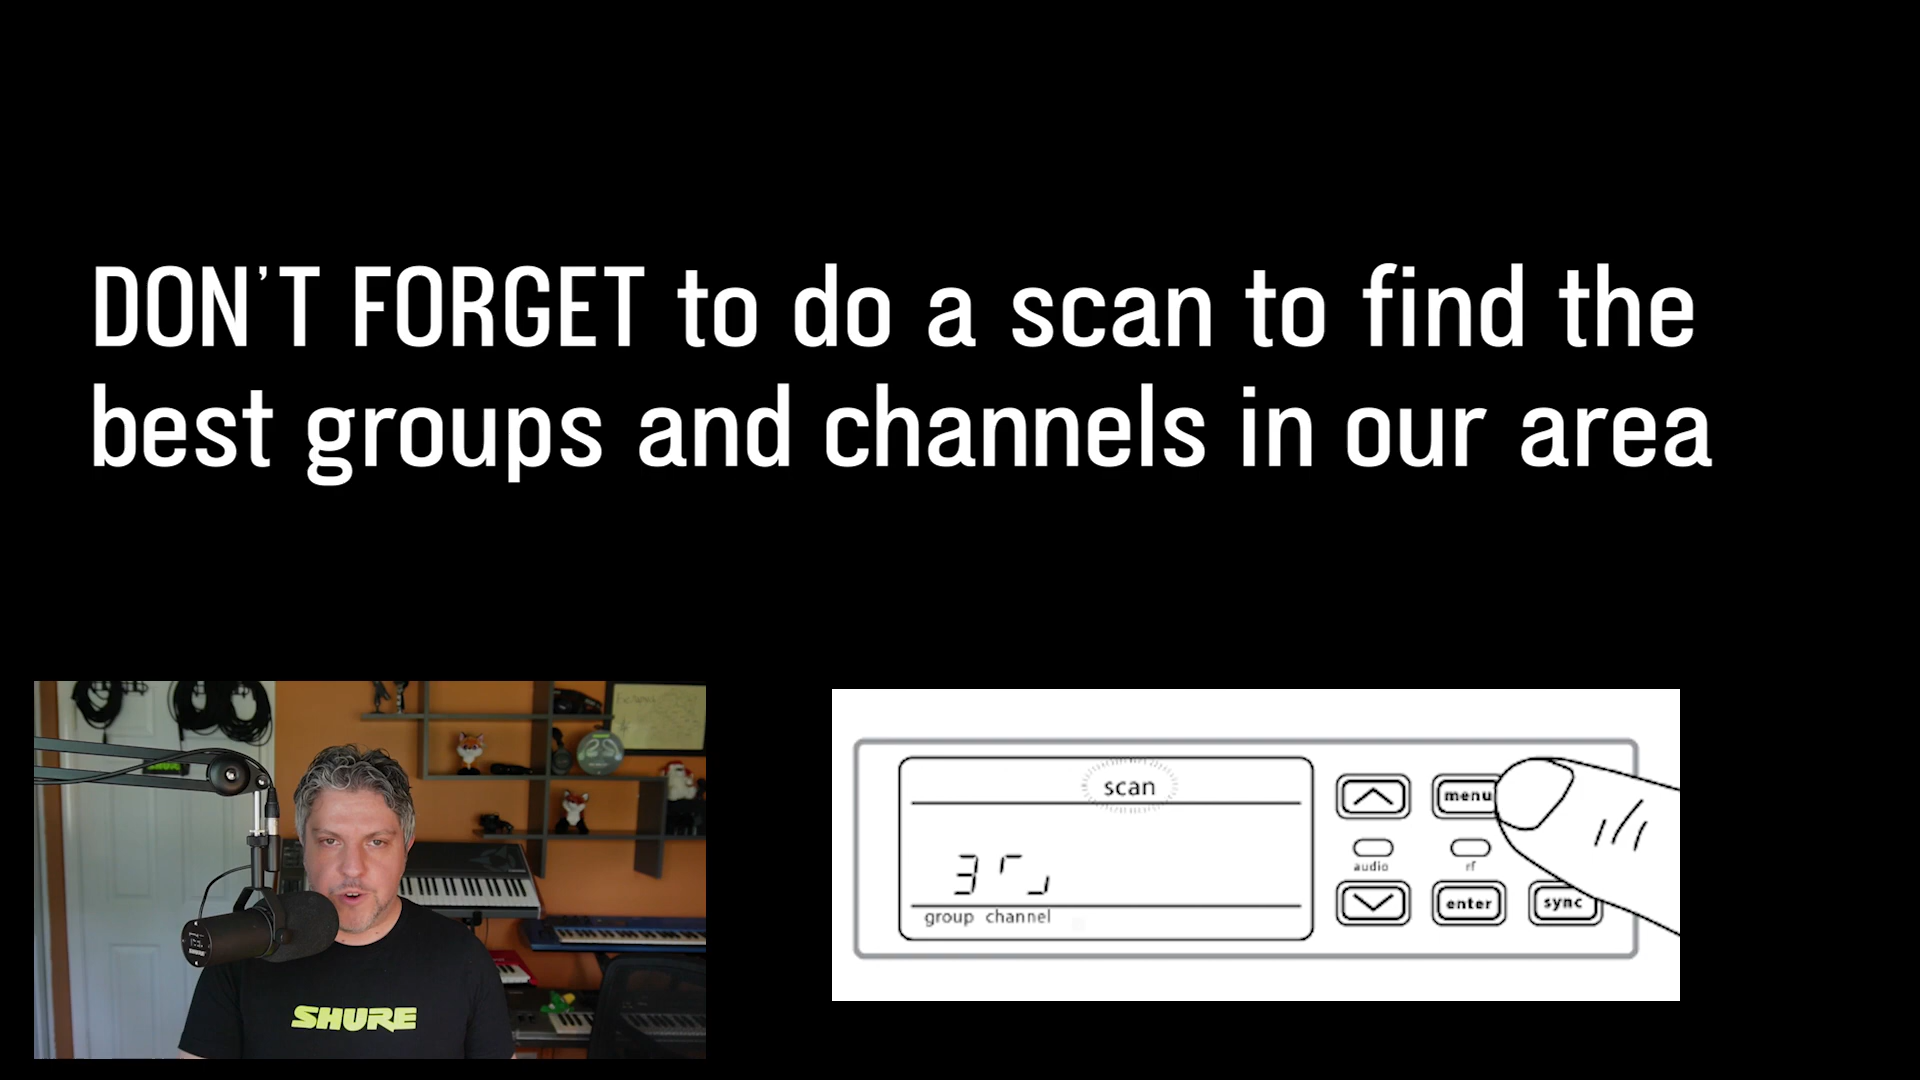 DON'T FORGET to do a scan to find the
best groups and channels in our area
SHURE
scan
3
group channel
menu
audio
rf
enter
sync